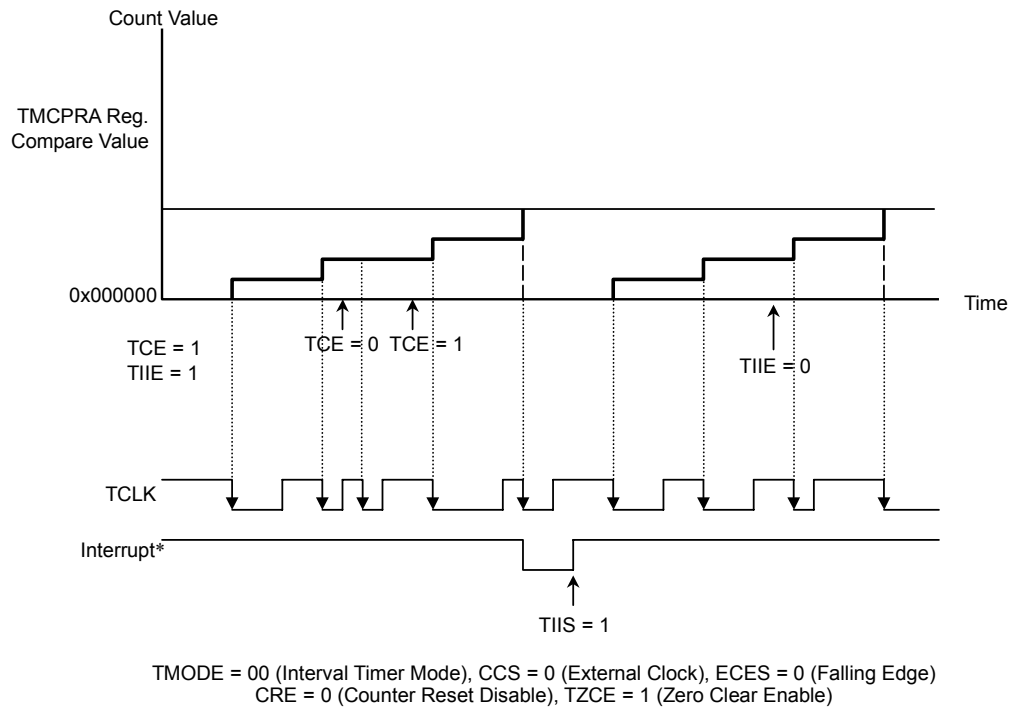 Count Value
TMCPRA Reg.
Compare Value
0x000000
Time
TCE = 1
TIIE = 1
TCE = 0
TCE = 1
TIIE = 0
TCLK
Interrupt*
TIIS = 1
TMODE = 00 (Interval Timer Mode), CCS = 0 (External Clock), ECES = 0 (Falling Edge)
CRE = 0 (Counter Reset Disable), TZCE = 1 (Zero Clear Enable)